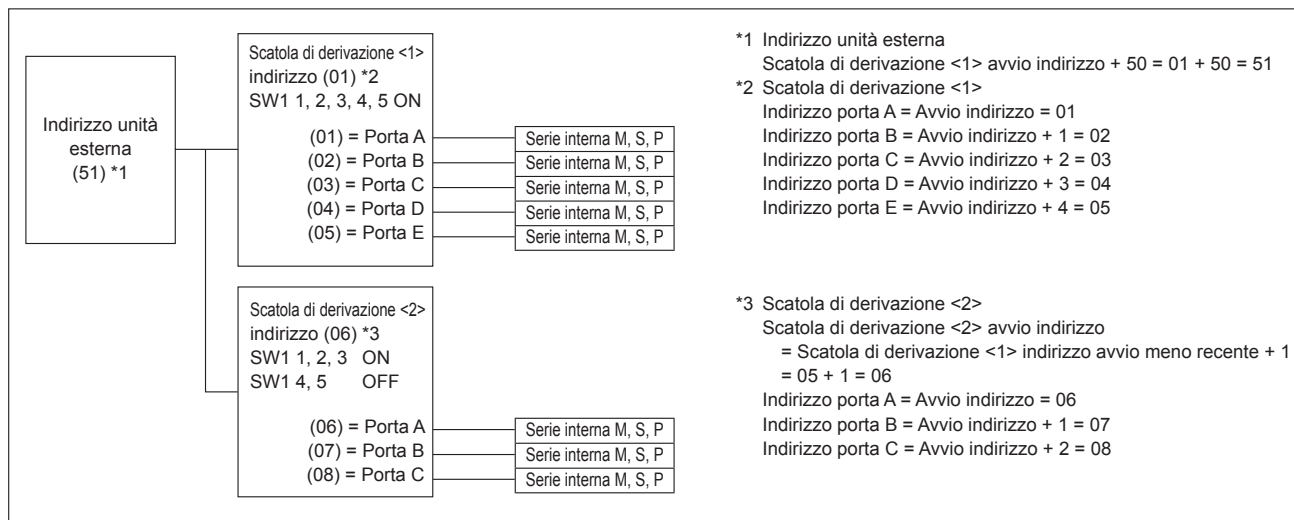 Indirizzo unità
esterna
(51) *1
Scatola di derivazione <1>
indirizzo (01) *2
SW1 1, 2, 3, 4, 5 ON
(01) = Porta A
(02) = Porta B
(03) = Porta C
(04) = Porta D
(05) = Porta E
Serie interna M, S, P
Serie interna M, S, P
Serie interna M, S, P
Serie interna M, S, P
Serie interna M, S, P
Scatola di derivazione <2>
indirizzo (06) *3
SW1 1, 2, 3 ON
SW1 4, 5 OFF
(06) = Porta A
(07) = Porta B
(08) = Porta C
Serie interna M, S, P
Serie interna M, S, P
Serie interna M, S, P
*1 Indirizzo unità esterna
Scatola di derivazione <1> avvio indirizzo + 50 = 01 + 50 = 51
*2 Scatola di derivazione <1>
Indirizzo porta A = Avvio indirizzo = 01
Indirizzo porta B = Avvio indirizzo + 1 = 02
Indirizzo porta C = Avvio indirizzo + 2 = 03
Indirizzo porta D = Avvio indirizzo + 3 = 04
Indirizzo porta E = Avvio indirizzo + 4 = 05
*3 Scatola di derivazione <2>
Scatola di derivazione <2> avvio indirizzo
= Scatola di derivazione <1> indirizzo avvio meno recente + 1
= 05 + 1 = 06
Indirizzo porta A = Avvio indirizzo = 06
Indirizzo porta B = Avvio indirizzo + 1 = 07
Indirizzo porta C = Avvio indirizzo + 2 = 08